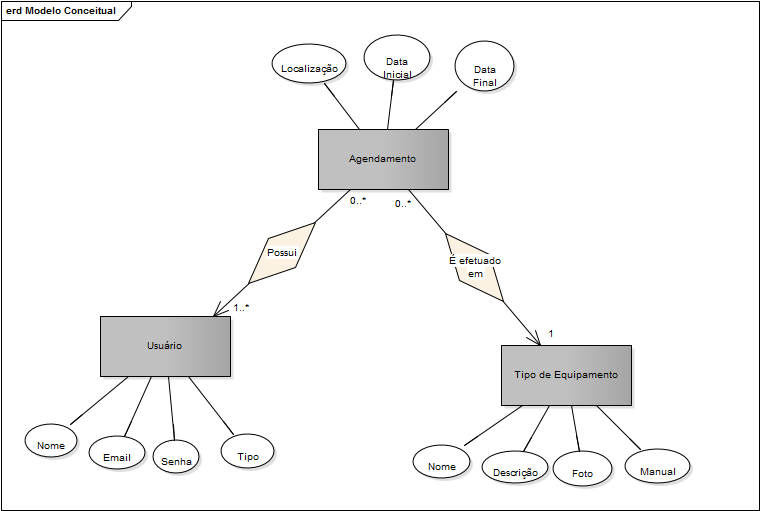 erd Modelo Conceitual
Localização
Data
Inicial
Data
Final
Agendamento
0..*
0..*
Possui
É efetuado
em
1..*
1
Usuário
Tipo de Equipamento
Nome
Email
Senha
Tipo
Nome
Descrição
Foto
Manual